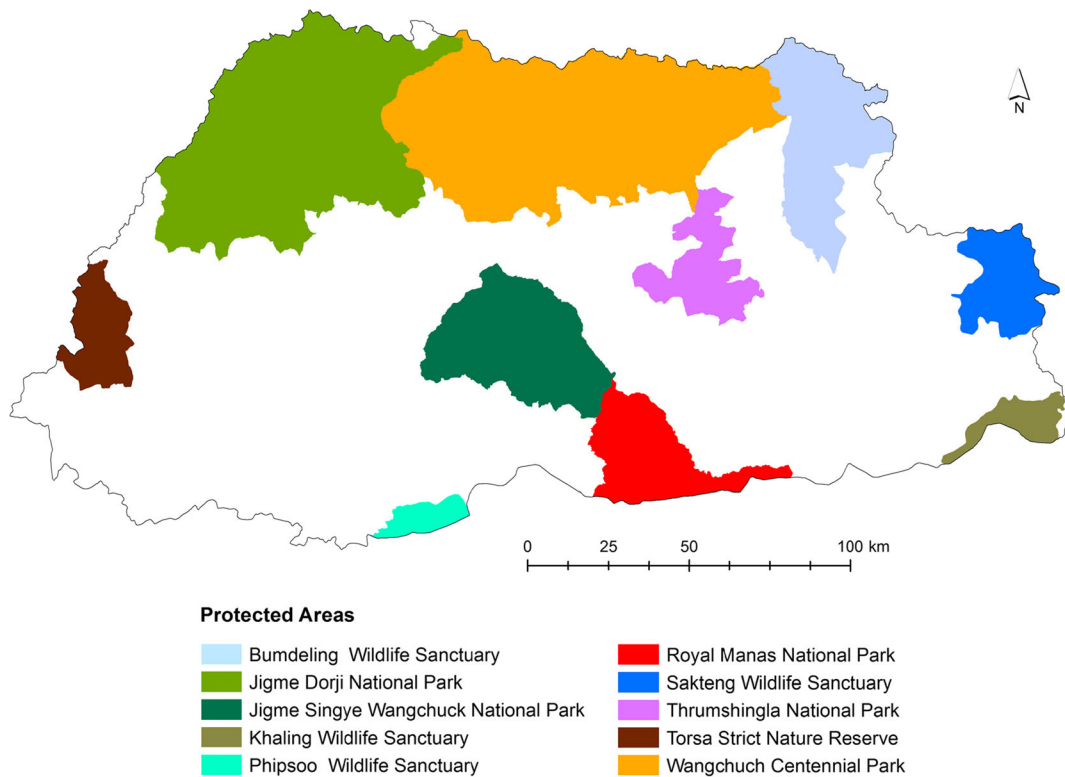 N
0 25 50 100 km
Protected Areas
Bumdeling Wildlife Sanctuary
Jigme Dorji National Park
Jigme Singye Wangchuck National Park
Khaling Wildlife Sanctuary
Phipsoo Wildlife Sanctuary
Royal Manas National Park
Sakteng Wildlife Sanctuary
Thrumshingla National Park
Torsa Strict Nature Reserve
Wangchuch Centennial Park